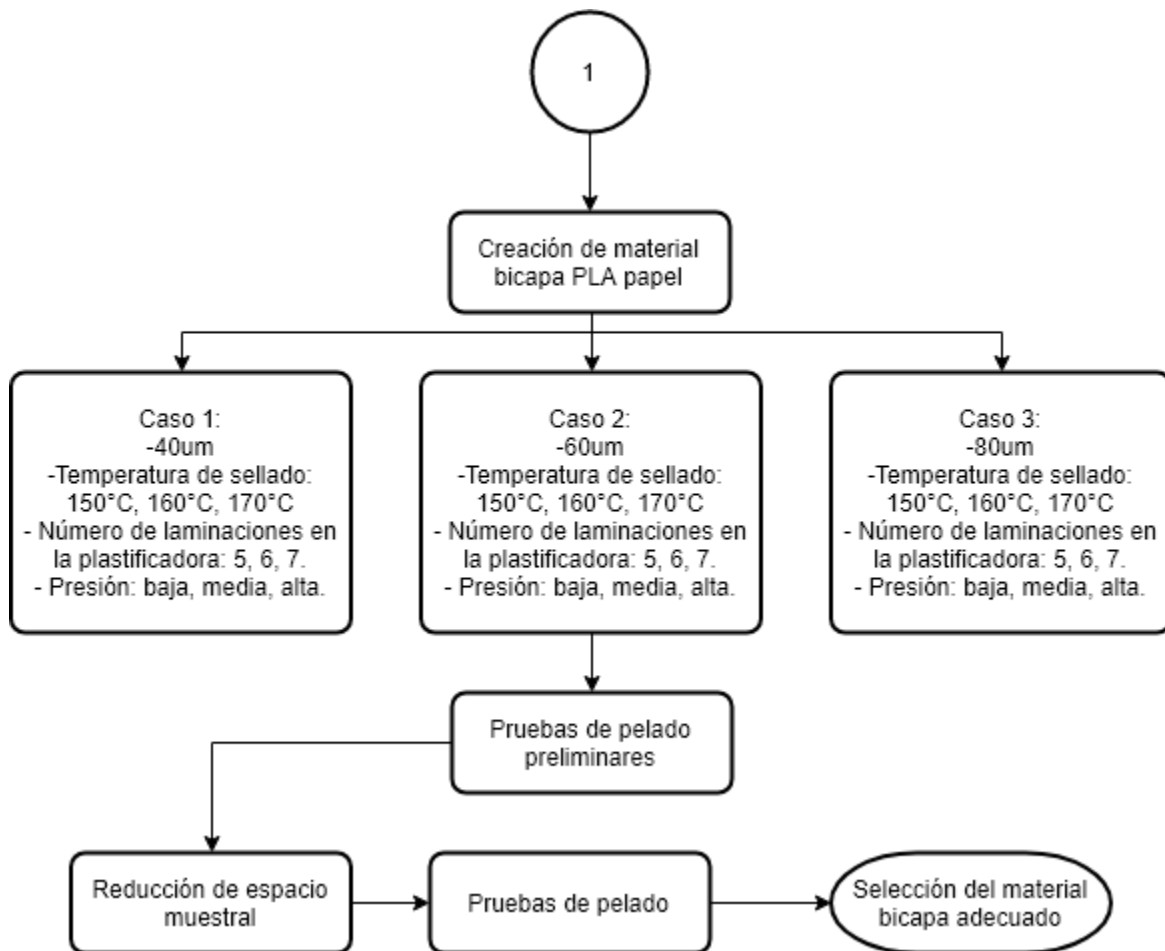 1
Creación de material
bicapa PLA papel
Caso 1:
-40um
-Temperatura de sellado:
150°C, 160°C, 170°C
- Número de laminaciones en
la plastificadora: 5, 6, 7.
- Presión: baja, media, alta.
Caso 2:
-60um
-Temperatura de sellado:
150°C, 160°C, 170°C
- Número de laminaciones en
la plastificadora: 5, 6, 7.
- Presión: baja, media, alta.
Caso 3:
-80um
-Temperatura de sellado:
150°C, 160°C, 170°C
- Número de laminaciones en
la plastificadora: 5, 6, 7.
- Presión: baja, media, alta.
Pruebas de pelado
preliminares
Reducción de espacio
muestral
Pruebas de pelado
Selección del material
bicapa adecuado